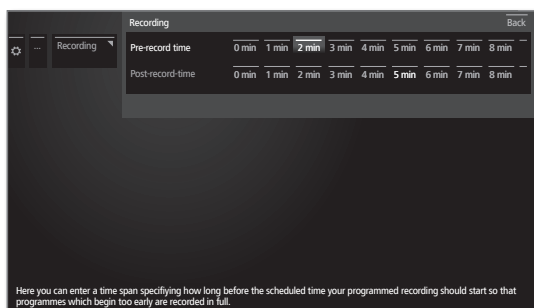 Recording
Back
... Recording
Pre-record time 0 min 1 min 2 min 3 min 4 min 5 min 6 min 7 min 8 min
Post-record-time 0 min 1 min 2 min 3 min 4 min 5 min 6 min 7 min 8 min
Here you can enter a time span specifiying how long before the scheduled time your programmed recording should start so that
programmes which begin too early are recorded in full.